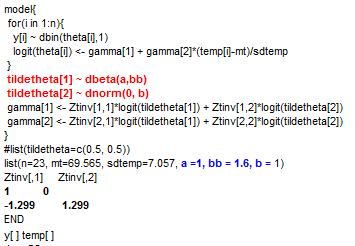 model{
for(i in 1:n){
y[i] ~ dbin(theta[i],1)
logit(theta[i]) <- gamma[1] + gamma[2]*(temp[i]-mt)/sdtemp
}
tildetheta[1] ~ dbeta(a,bb)
tildetheta[2] ~ dnorm(0, b)
gamma[1] <- Ztinv[1,1]*logit(tildetheta[1]) + Ztinv[1,2]*logit(tildetheta[2])
gamma[2] <- Ztinv[2,1]*logit(tildetheta[1]) + Ztinv[2,2]*logit(tildetheta[2])
}
#list(tildetheta=c(0.5, 0.5))
list(n=23, mt=69.565, sdtemp=7.057, a =1, bb = 1.6, b = 1)
Ztinv[,1] Ztinv[,2]
1 0
-1.299 1.299
END
y[ ] temp[ ]